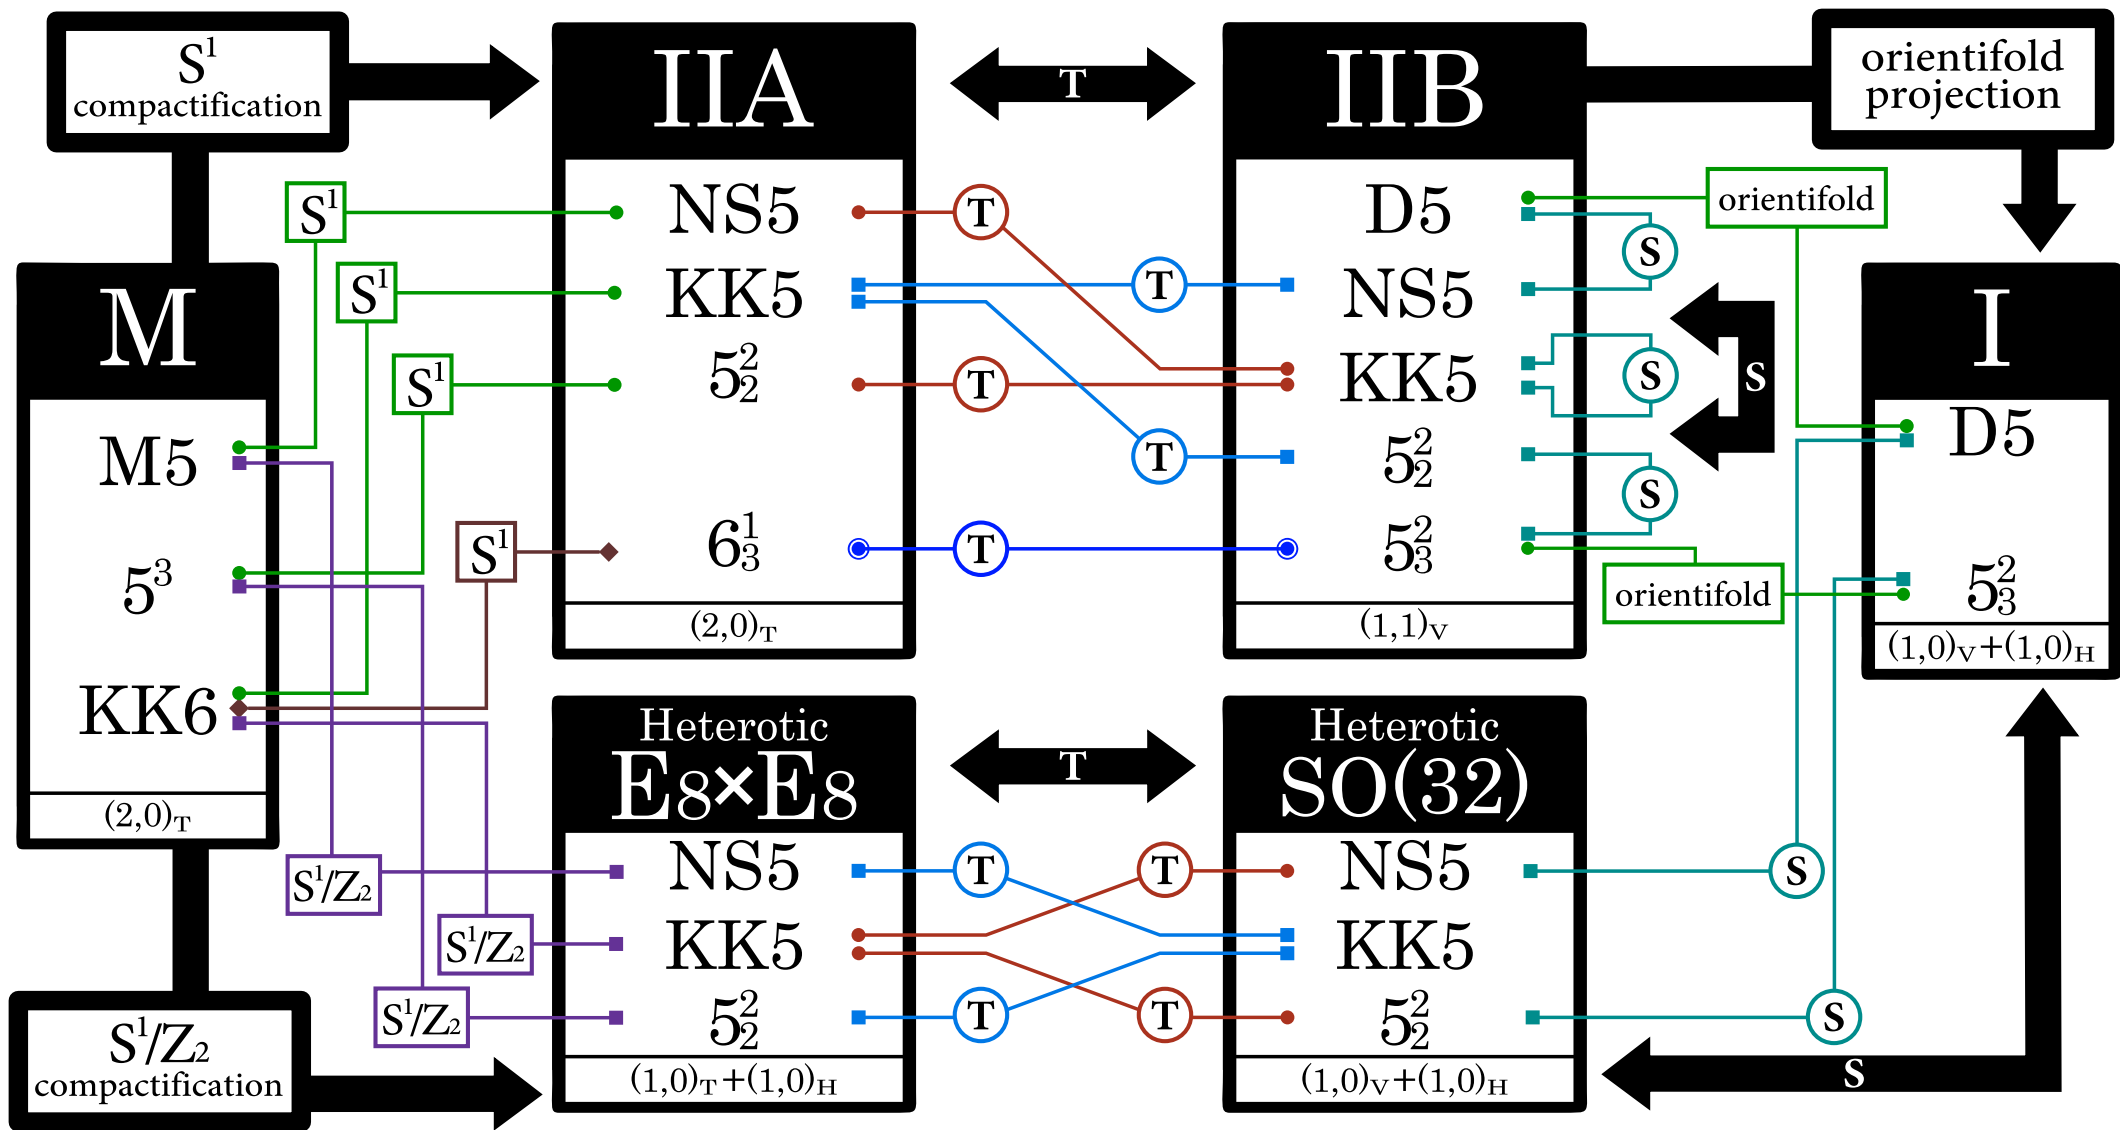 S¹
compactification
IIA
T
IIB
orientifold
projection
S¹
NS5
T
D5
orientifold
S
S¹
KK5
T
NS5
M
I
S¹
5²₂
T
KK5
S
S
M5
T
5²₂
D5
S
S¹
6¹₃
T
5²₃
orientifold
5³
5²₃
(2,0)T
(1,1)V
(1,0)V+(1,0)H
KK6
(2,0)T
Heterotic
E8×E8
T
Heterotic
SO(32)
S¹/Z₂
NS5
T
T
NS5
S
S¹/Z₂
KK5
KK5
S¹/Z₂
5²₂
T
T
5²₂
S
S¹/Z₂
compactification
(1,0)T+(1,0)H
(1,0)V+(1,0)H
S